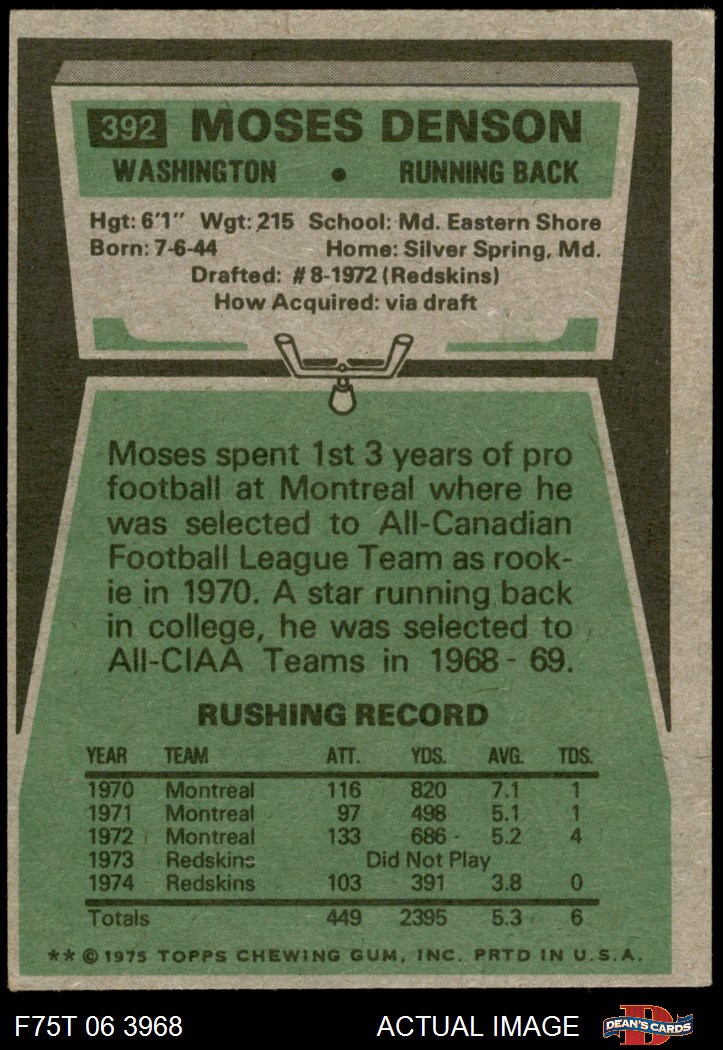 392 MOSES DENSON
WASHINGTON • RUNNING BACK
Hgt: 6'1" Wgt: 215 School: Md. Eastern Shore
Born: 7-6-44 Home: Silver Spring, Md.
Drafted: #8-1972 (Redskins)
How Acquired: via draft
Moses spent 1st 3 years of pro
football at Montreal where he
was selected to All-Canadian
Football League Team as rook-
ie in 1970. A star running back
in college, he was selected to
All-CIAA Teams in 1968 - 69.
RUSHING RECORD
YEAR TEAM ATT. YDS. AVG. TDS.
1970 Montreal 116 820 7.1 1
1971 Montreal 97 498 5.1 1
1972 Montreal 133 686 5.2 4
1973 Redskins Did Not Play
1974 Redskins 103 391 3.8 0
Totals 449 2395 5.3 6
** © 1975 TOPPS CHEWING GUM, INC. PRTD IN U.S.A.
F75T 06 3968 ACTUAL IMAGE D DEAN'S CARDS